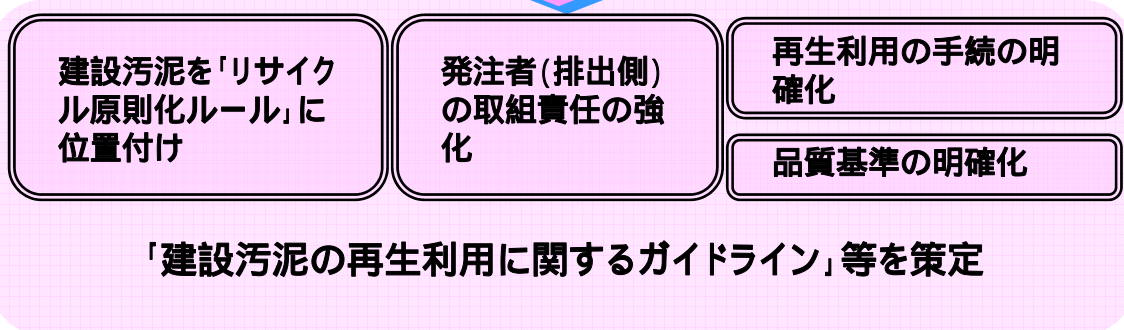 建設汚泥を「リサイク
ル原則化ルール」に
位置付け
発注者(排出側)
の取組責任の強
化
再生利用の手続の明
確化
品質基準の明確化
「建設汚泥の再生利用に関するガイドライン」等を策定